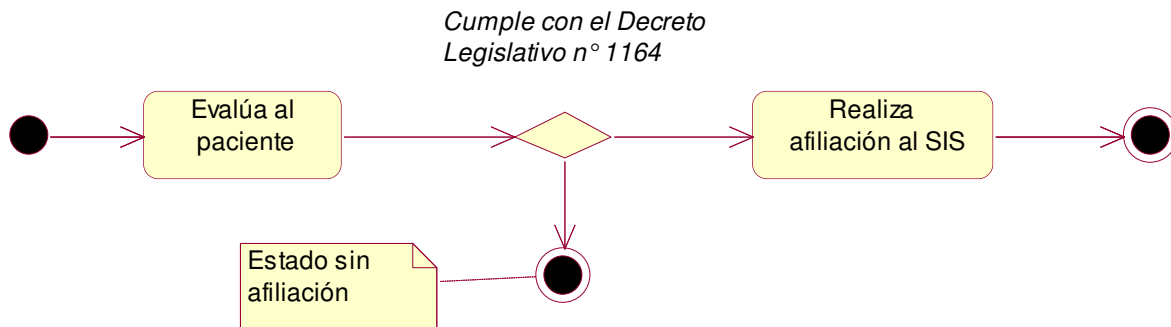 Cumple con el Decreto
Legislativo n° 1164
Evalúa al
paciente
Realiza
afiliación al SIS
Estado sin
afiliación